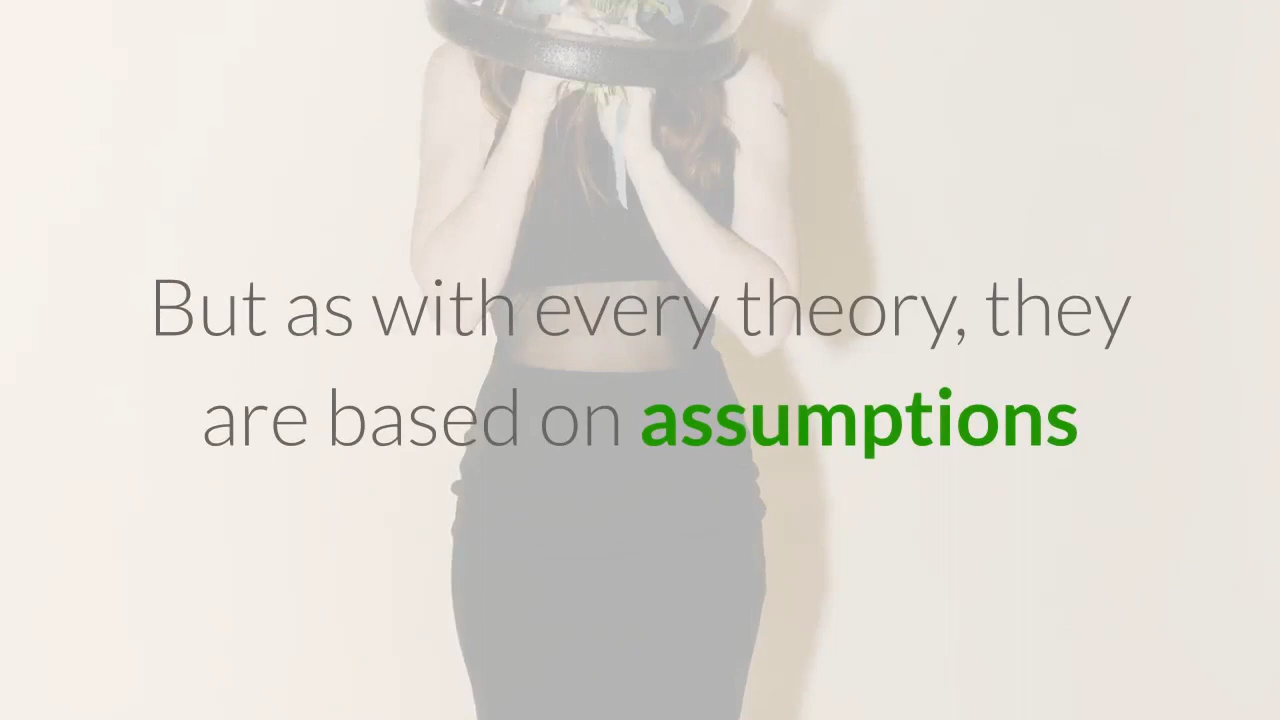 But as with every theory, they
are based on assumptions